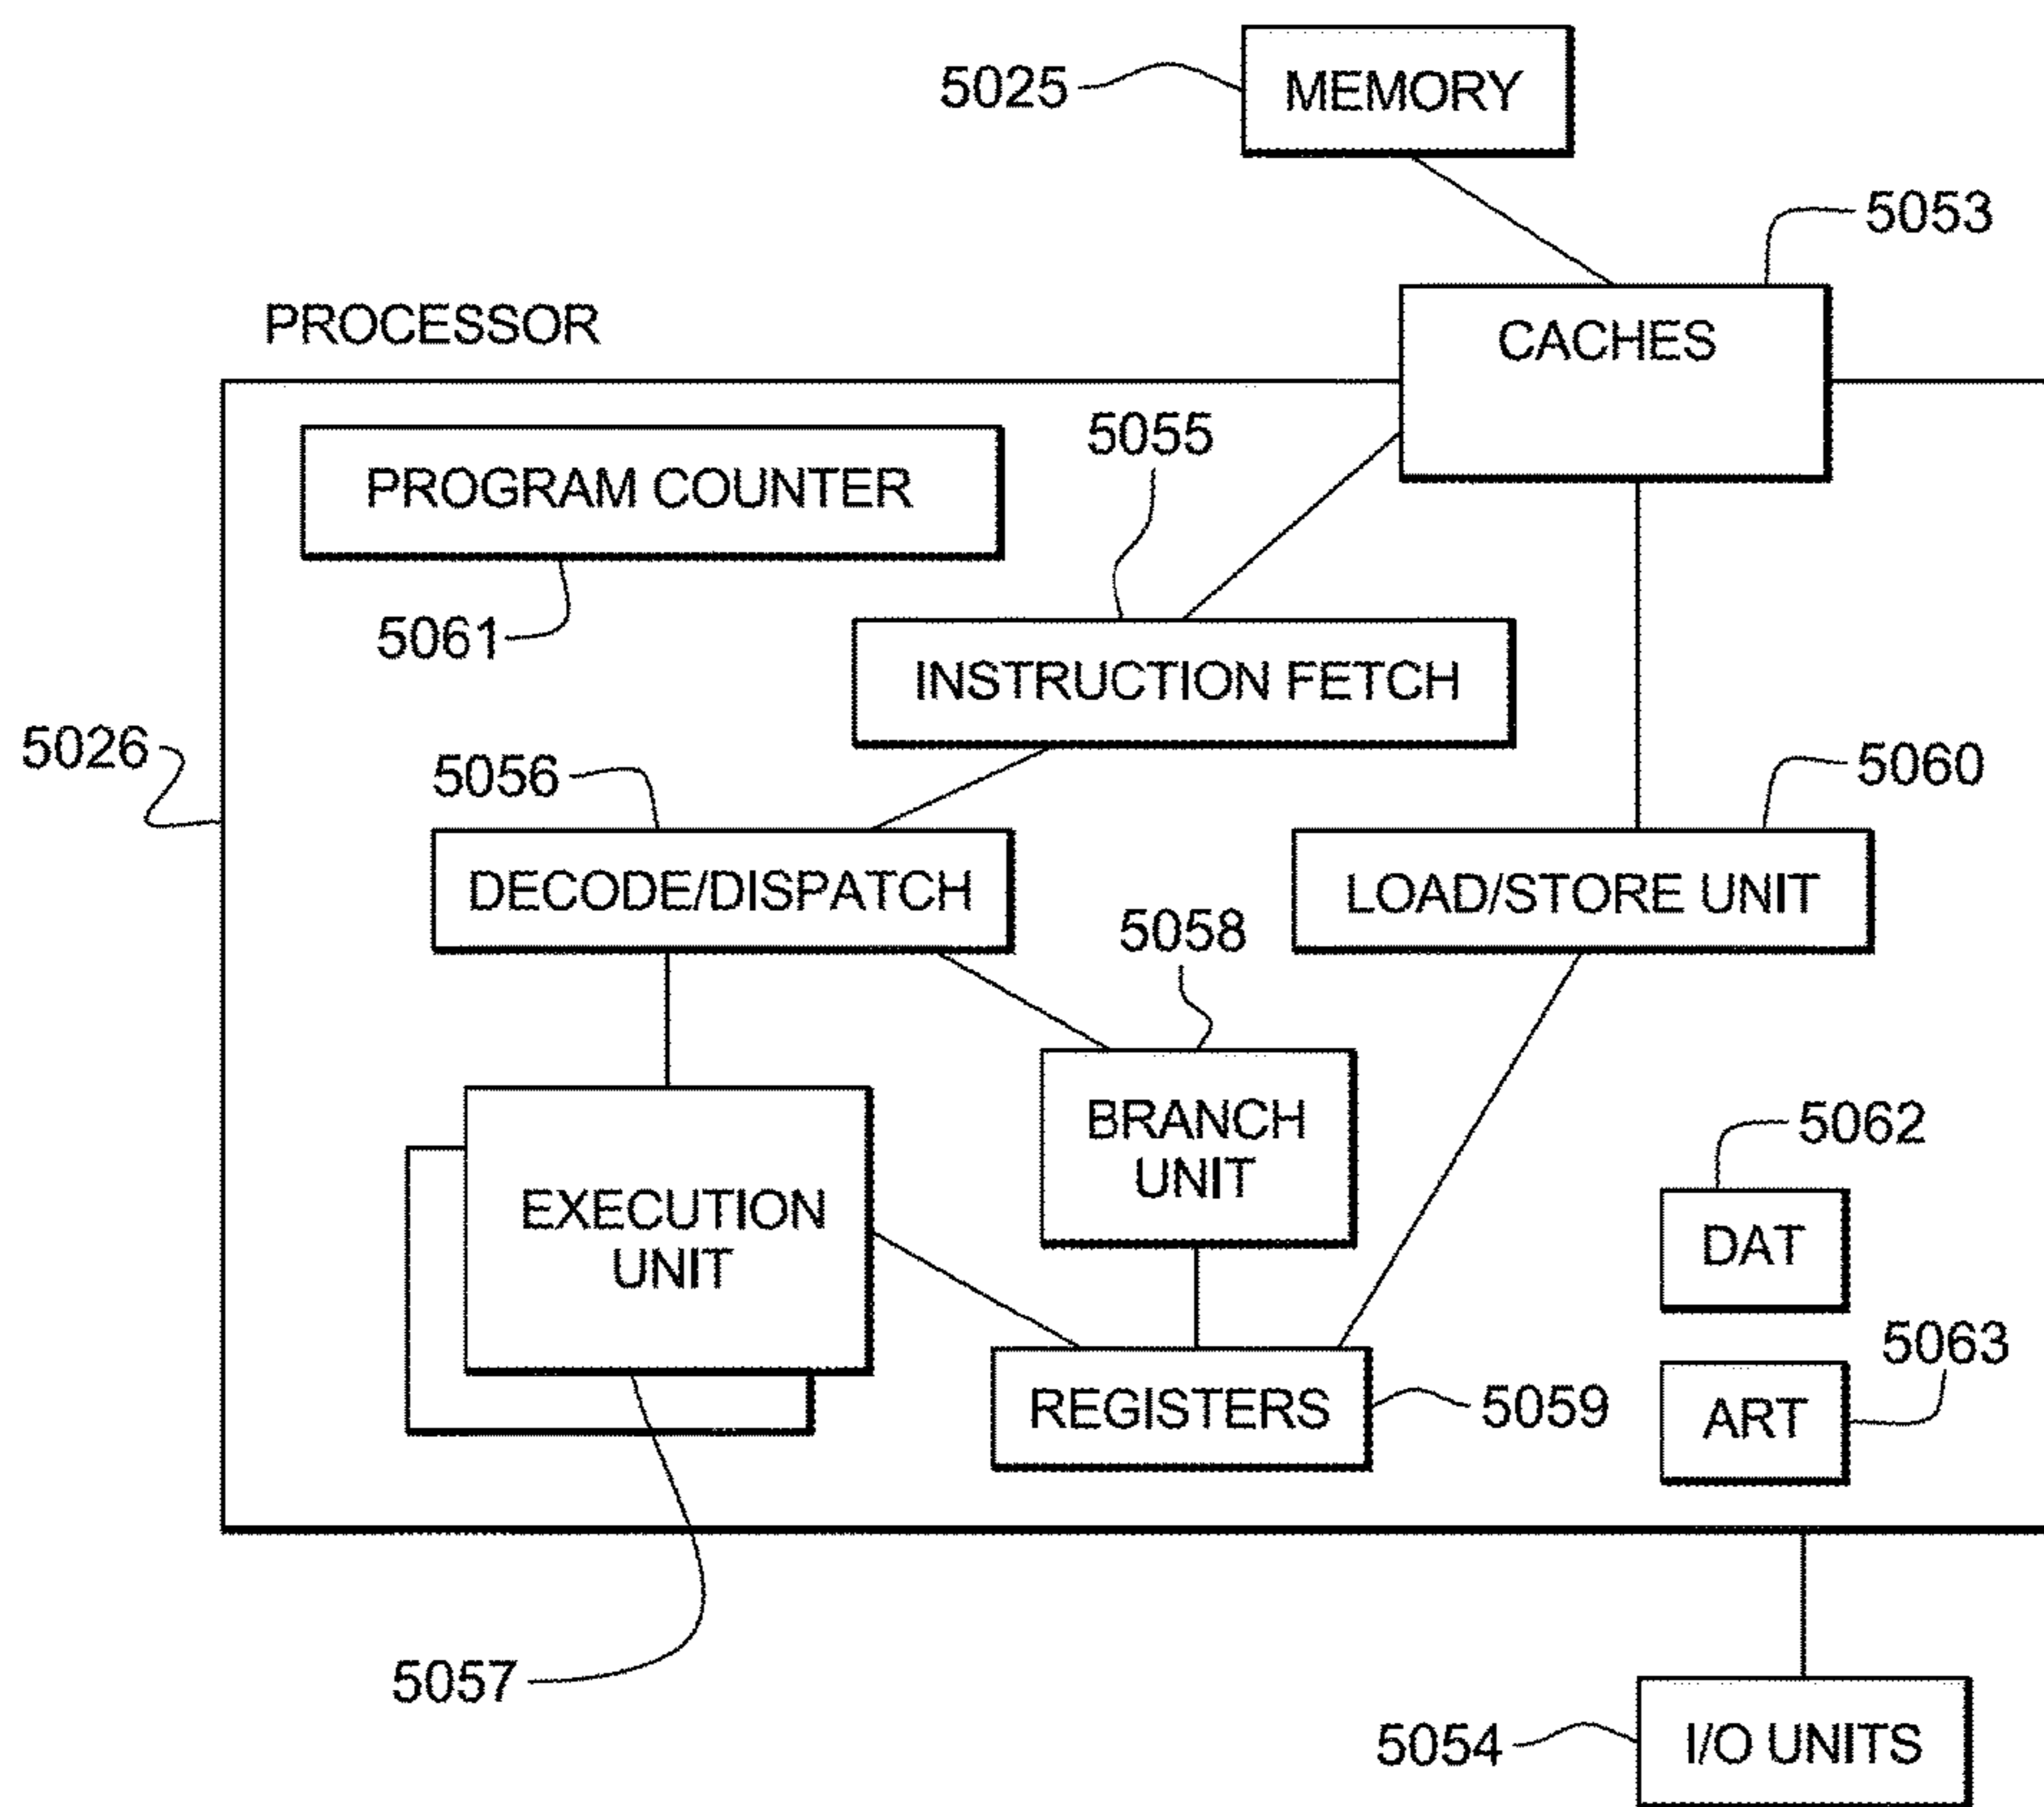 5025
MEMORY
5053
PROCESSOR
CACHES
5055
PROGRAM COUNTER
5061
INSTRUCTION FETCH
5026
5056
5060
DECODE/DISPATCH
LOAD/STORE UNIT
5058
BRANCH
UNIT
5062
EXECUTION
UNIT
DAT
5063
REGISTERS
5059
ART
5057
5054
I/O UNITS